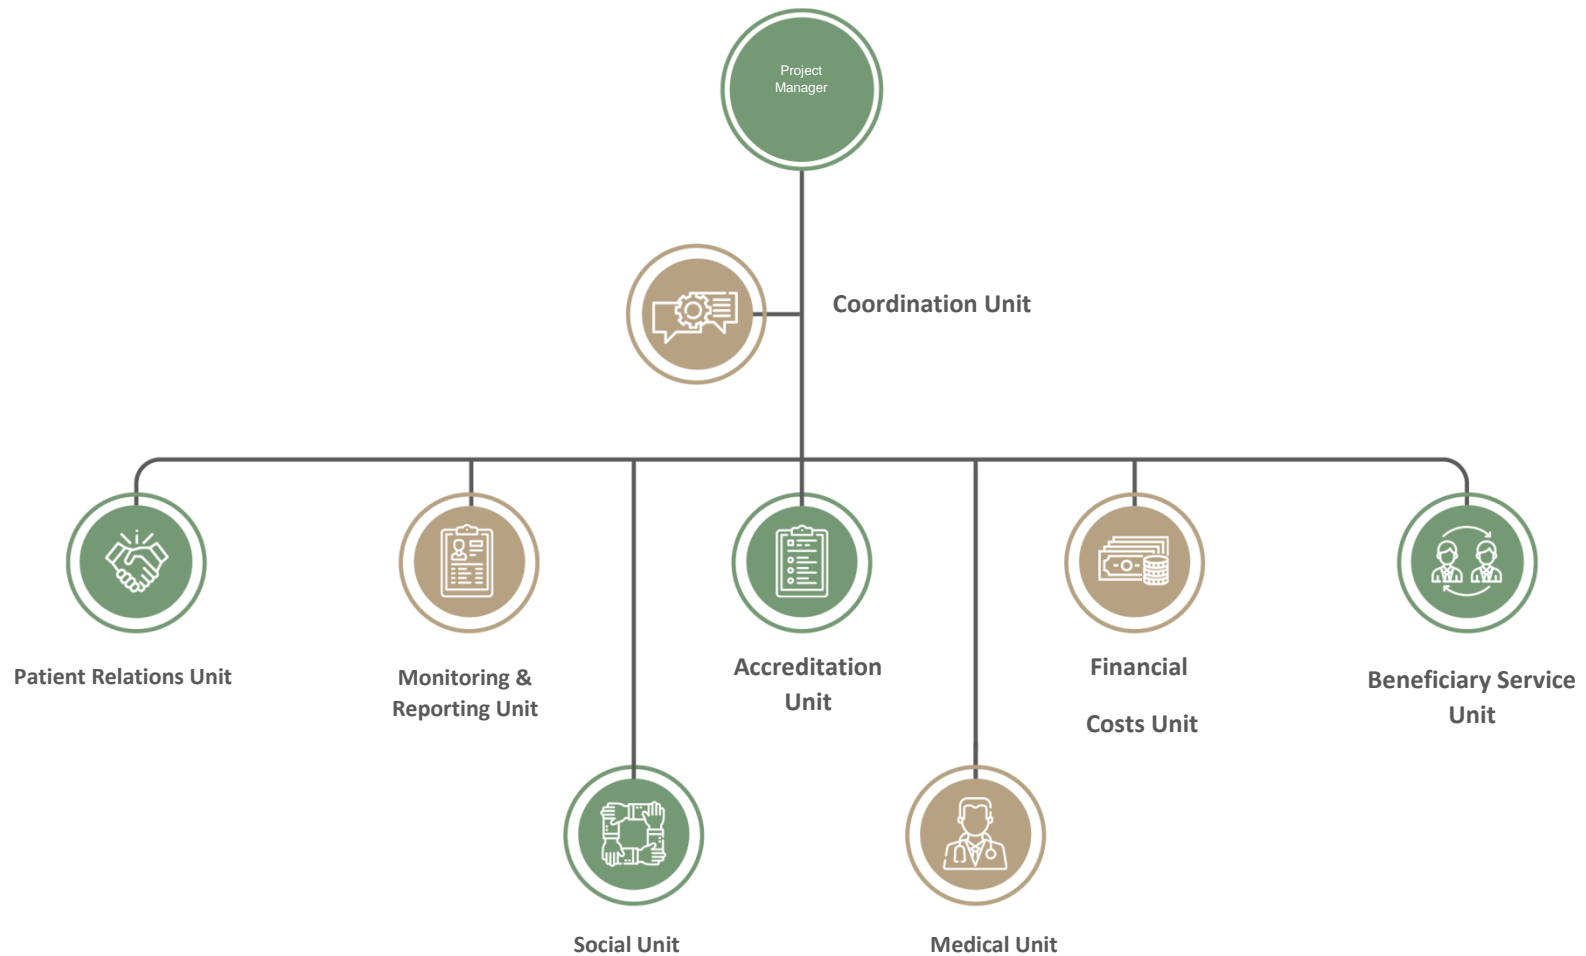 Project
Manager
Coordination Unit
Patient Relations Unit
Monitoring &
Reporting Unit
Accreditation
Unit
Financial
Costs Unit
Beneficiary Service
Unit
Social Unit
Medical Unit